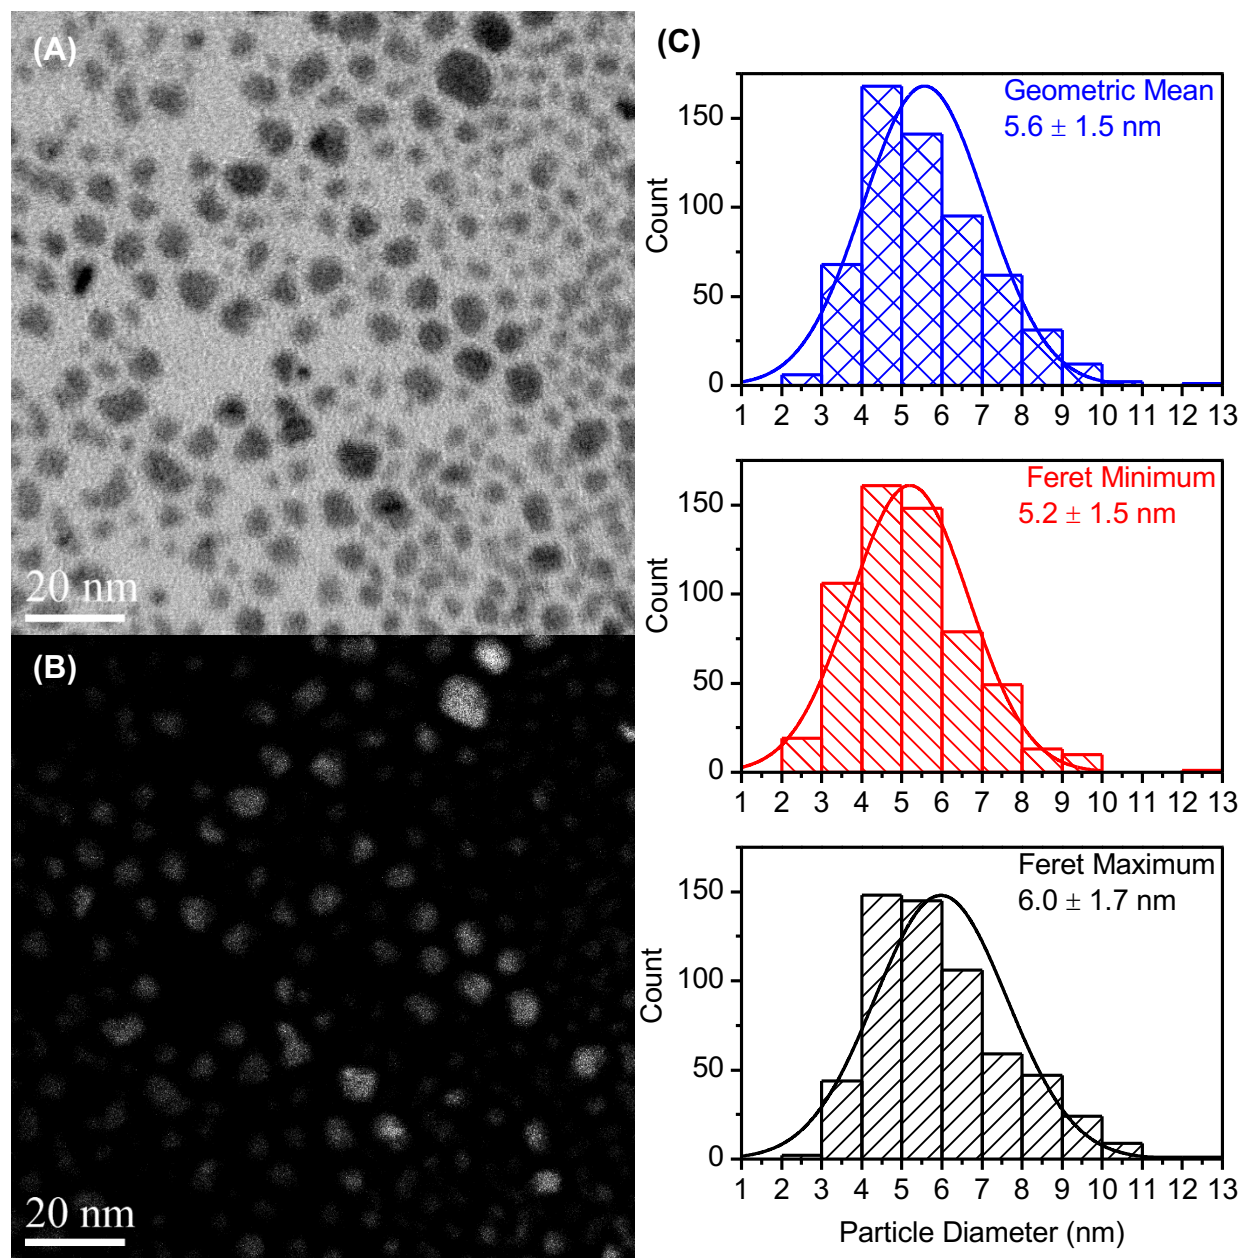 (A)
20 nm
(B)
20 nm
(C)
Geometric Mean
5.6 ± 1.5 nm
Count
150
100
50
0
1 2 3 4 5 6 7 8 9 10 11 12 13
Feret Minimum
5.2 ± 1.5 nm
Count
150
100
50
0
1 2 3 4 5 6 7 8 9 10 11 12 13
Feret Maximum
6.0 ± 1.7 nm
Count
150
100
50
0
1 2 3 4 5 6 7 8 9 10 11 12 13
Particle Diameter (nm)